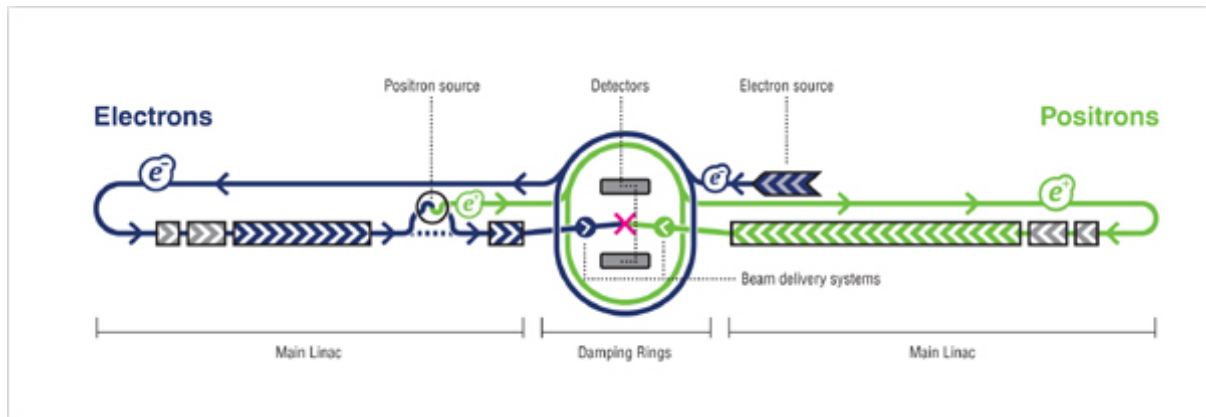 Positron source
Detectors
Electron source
Electrons
Positrons
e⁻
e⁻
e⁺
e⁺
Beam delivery systems
Main Linac
Damping Rings
Main Linac